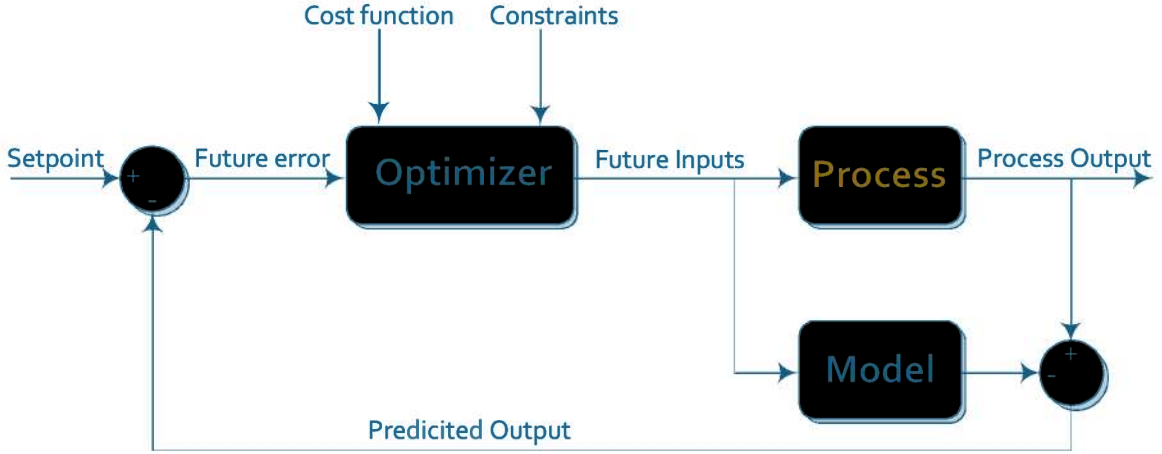 Cost function
Constraints
Setpoint
+
-
Future error
Optimizer
Future Inputs
Process
Process Output
Model
+
-
Predicited Output